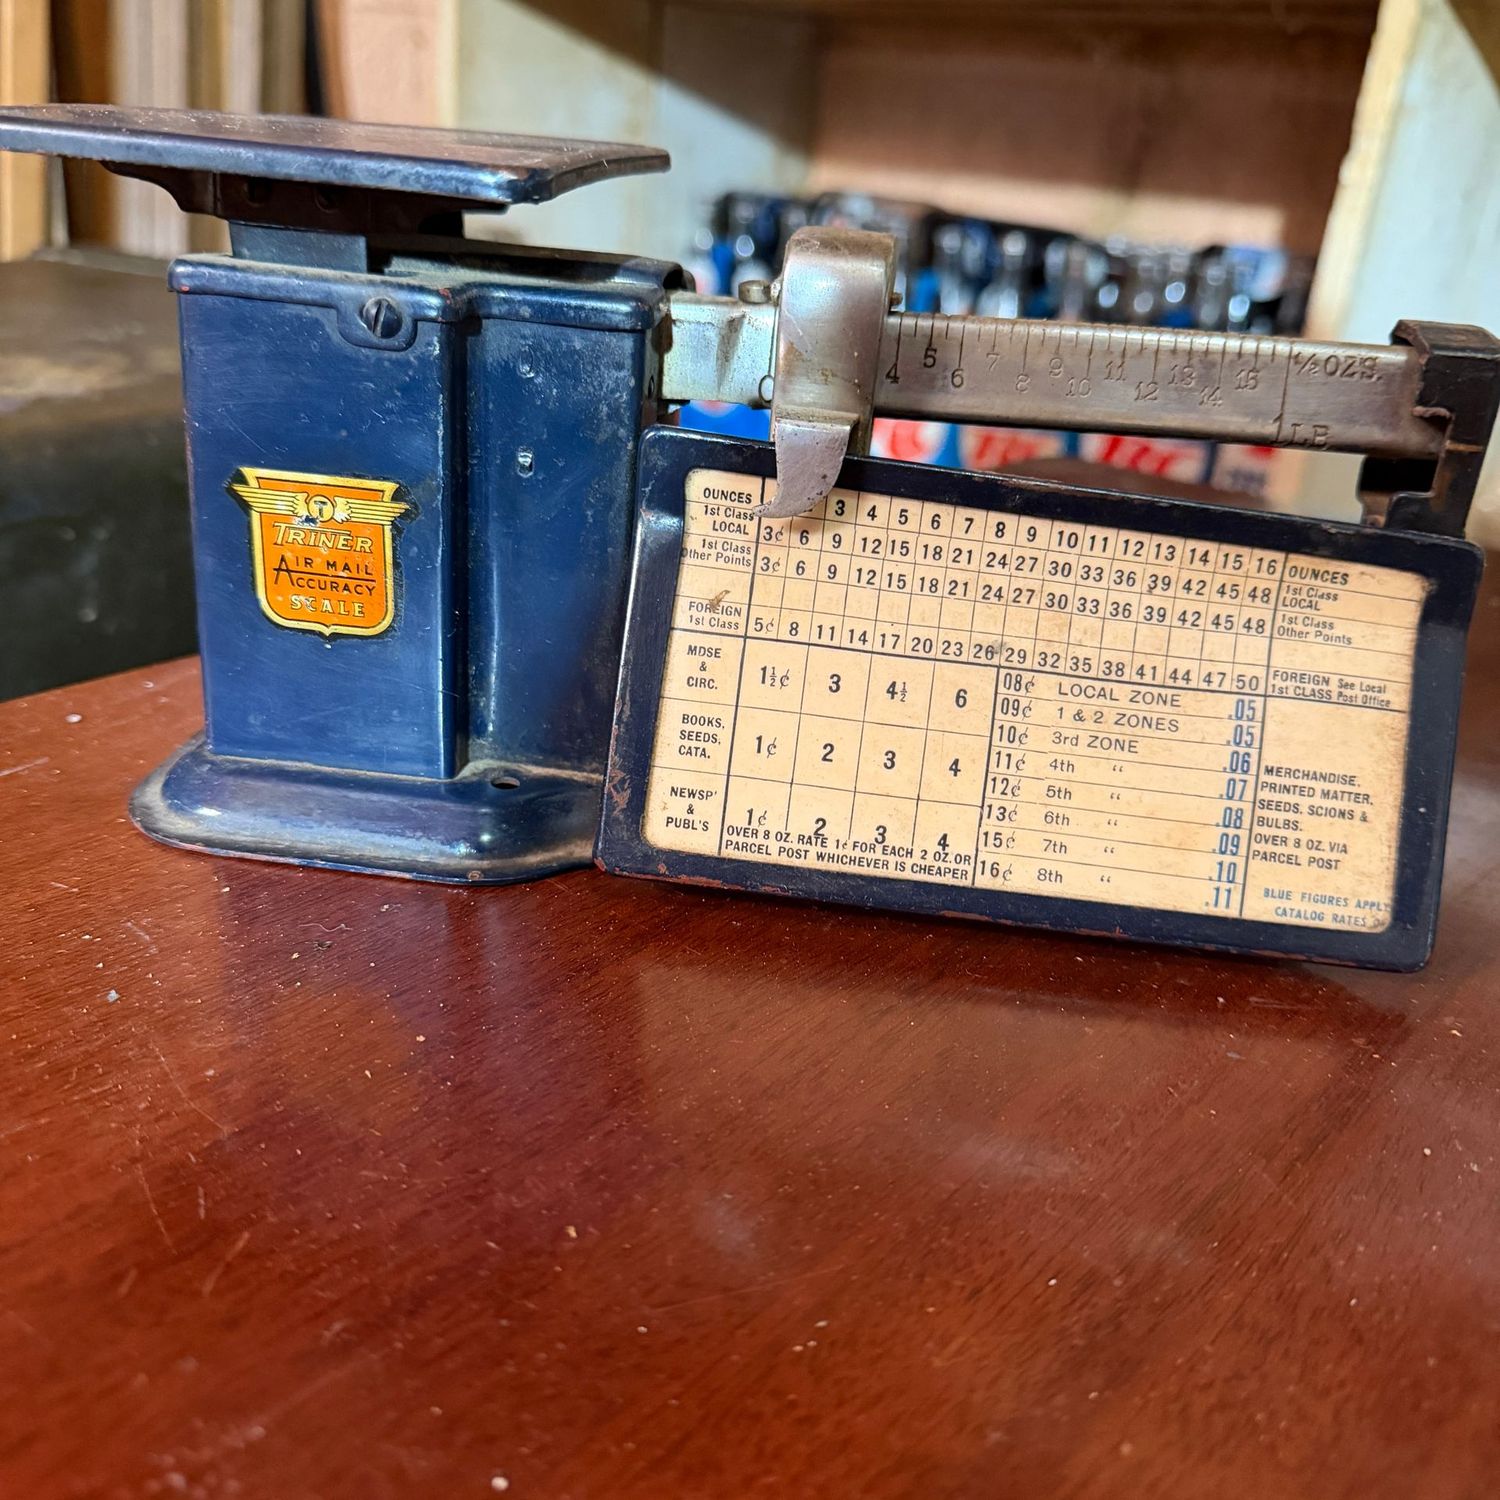 T
TRINER
AIR MAIL
ACCURACY
SCALE
0 4 5 6 7 8 9 10 11 12 13 14 15 ½ OZS.
1 LB
OUNCES 3 4 5 6 7 8 9 10 11 12 13 14 15 16 OUNCES
1st Class LOCAL 3¢ 6 9 12 15 18 21 24 27 30 33 36 39 42 45 48 1st Class LOCAL
1st Class Other Points 3¢ 6 9 12 15 18 21 24 27 30 33 36 39 42 45 48 1st Class Other Points
FOREIGN 1st Class 5¢ 8 11 14 17 20 23 26 29 32 35 38 41 44 47 50 FOREIGN See Local
1st CLASS Post Office
MDSE & CIRC. 1½¢ 3 4½ 6
BOOKS, SEEDS, CATA. 1¢ 2 3 4
NEWSP' & PUBL'S 1¢ 2 3 4
OVER 8 OZ. RATE 1¢ FOR EACH 2 OZ. OR
PARCEL POST WHICHEVER IS CHEAPER
08¢ LOCAL ZONE .05
09¢ 1 & 2 ZONES .05
10¢ 3rd ZONE .06
11¢ 4th " .07
12¢ 5th " .08
13¢ 6th " .09
15¢ 7th " .10
16¢ 8th " .11
MERCHANDISE,
PRINTED MATTER,
SEEDS, SCIONS &
BULBS.
OVER 8 OZ. VIA
PARCEL POST
BLUE FIGURES APPLY
CATALOG RATES